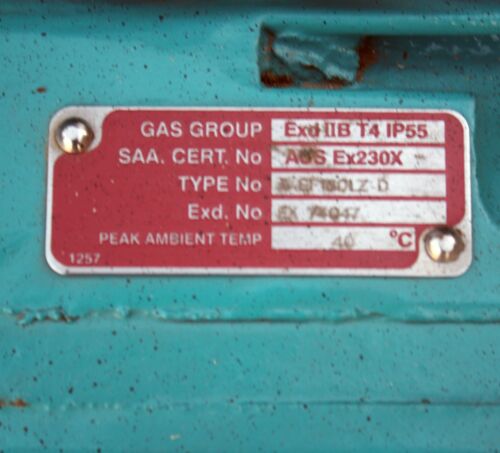 GAS GROUP Exd IIB T4 IP55
SAA. CERT. No AUS Ex230X -
TYPE No
Exd. No EX
PEAK AMBIENT TEMP 40 °C
1257